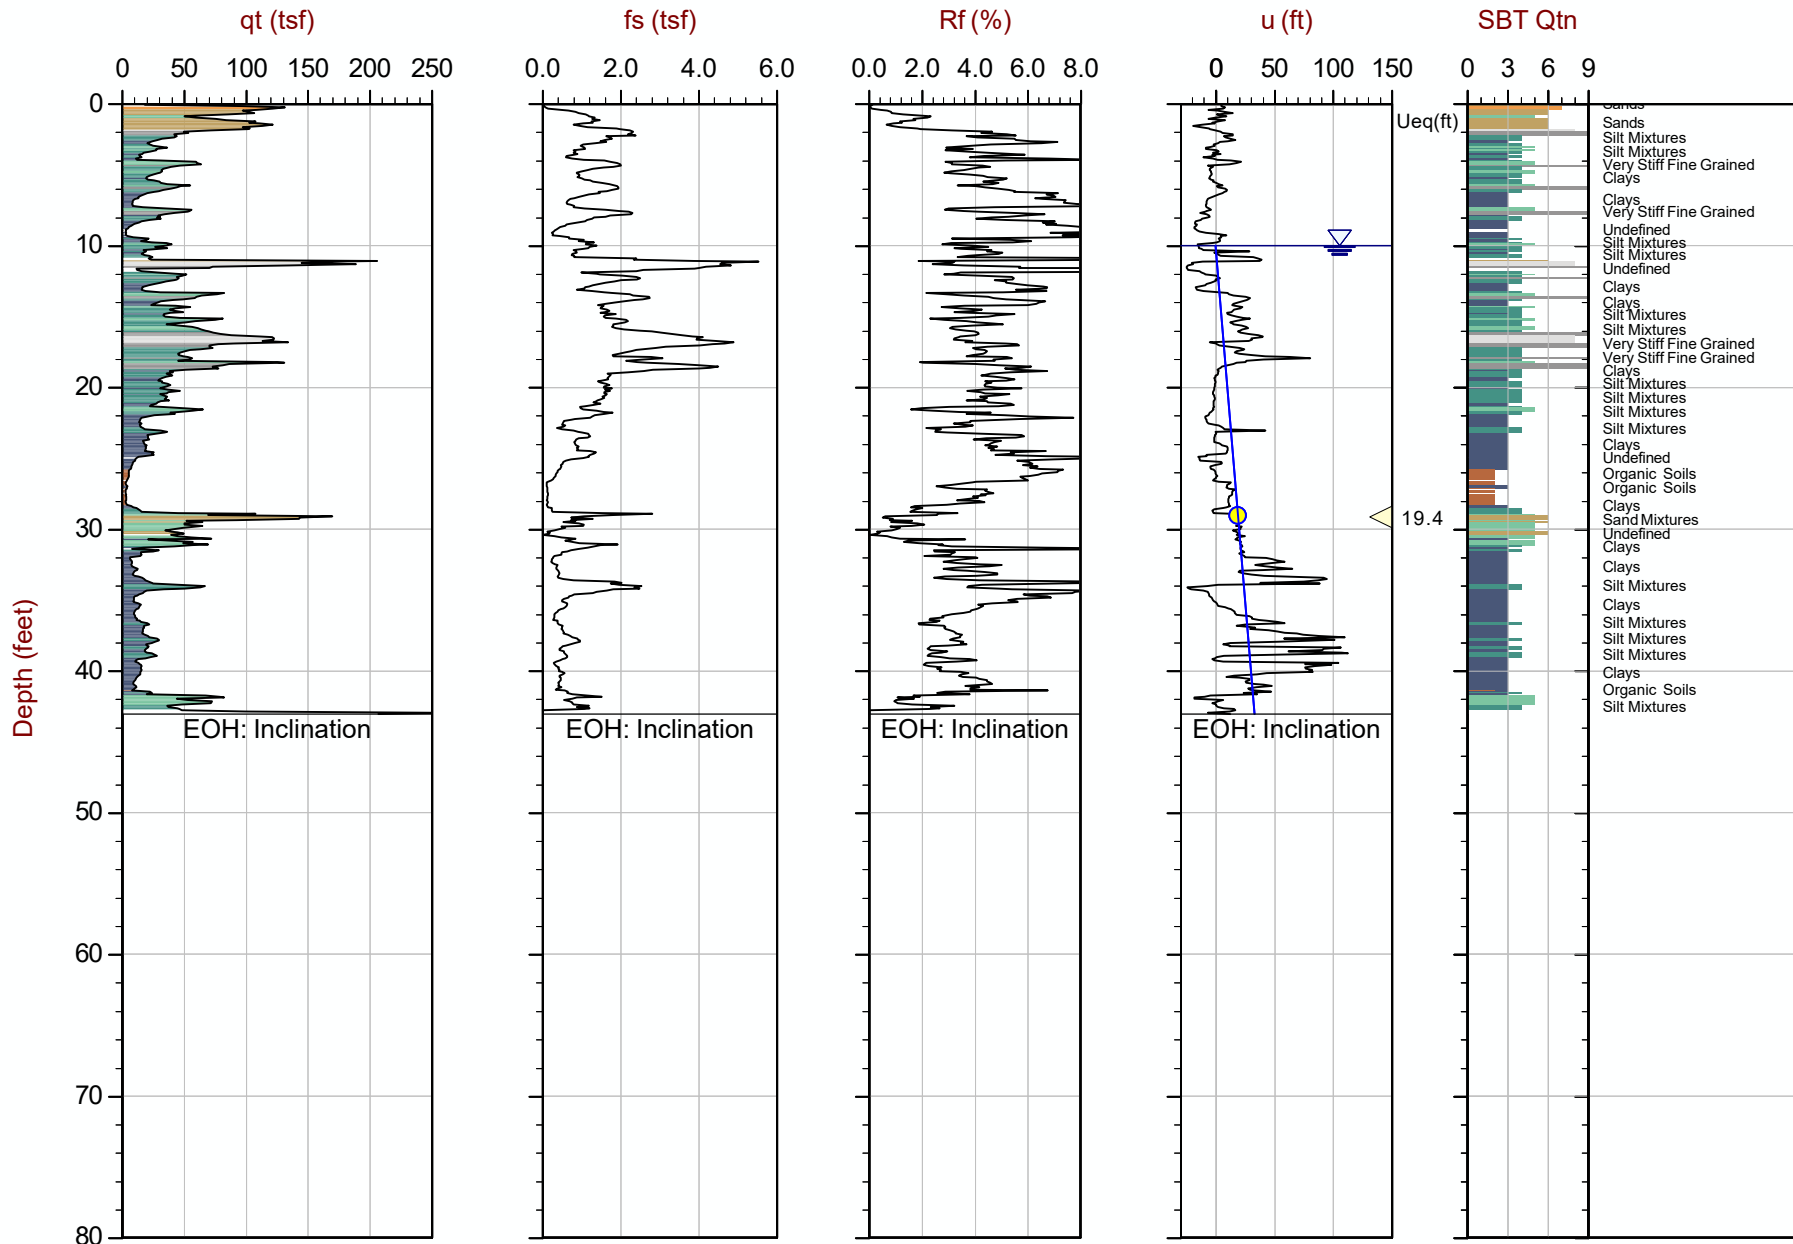 qt (tsf) fs (tsf) Rf (%) u (ft) SBT Qtn
0 50 100 150 200 250 0.0 2.0 4.0 6.0 0.0 2.0 4.0 6.0 8.0 0 50 100 150 0 3 6 9
0
Sands
Ueq(ft)
Sands
Silt Mixtures
Silt Mixtures
Very Stiff Fine Grained
Clays
Clays
Very Stiff Fine Grained
Undefined
10
Silt Mixtures
Silt Mixtures
Undefined
Clays
Clays
Silt Mixtures
Silt Mixtures
Very Stiff Fine Grained
Very Stiff Fine Grained
Clays
20
Silt Mixtures
Silt Mixtures
Silt Mixtures
Silt Mixtures
Clays
Undefined
Organic Soils
Organic Soils
Clays
19.4
Sand Mixtures
30
Undefined
Clays
Clays
Silt Mixtures
Clays
Silt Mixtures
Silt Mixtures
Silt Mixtures
40
Clays
Organic Soils
Silt Mixtures
Depth (feet)
EOH: Inclination EOH: Inclination EOH: Inclination EOH: Inclination
50
60
70
80